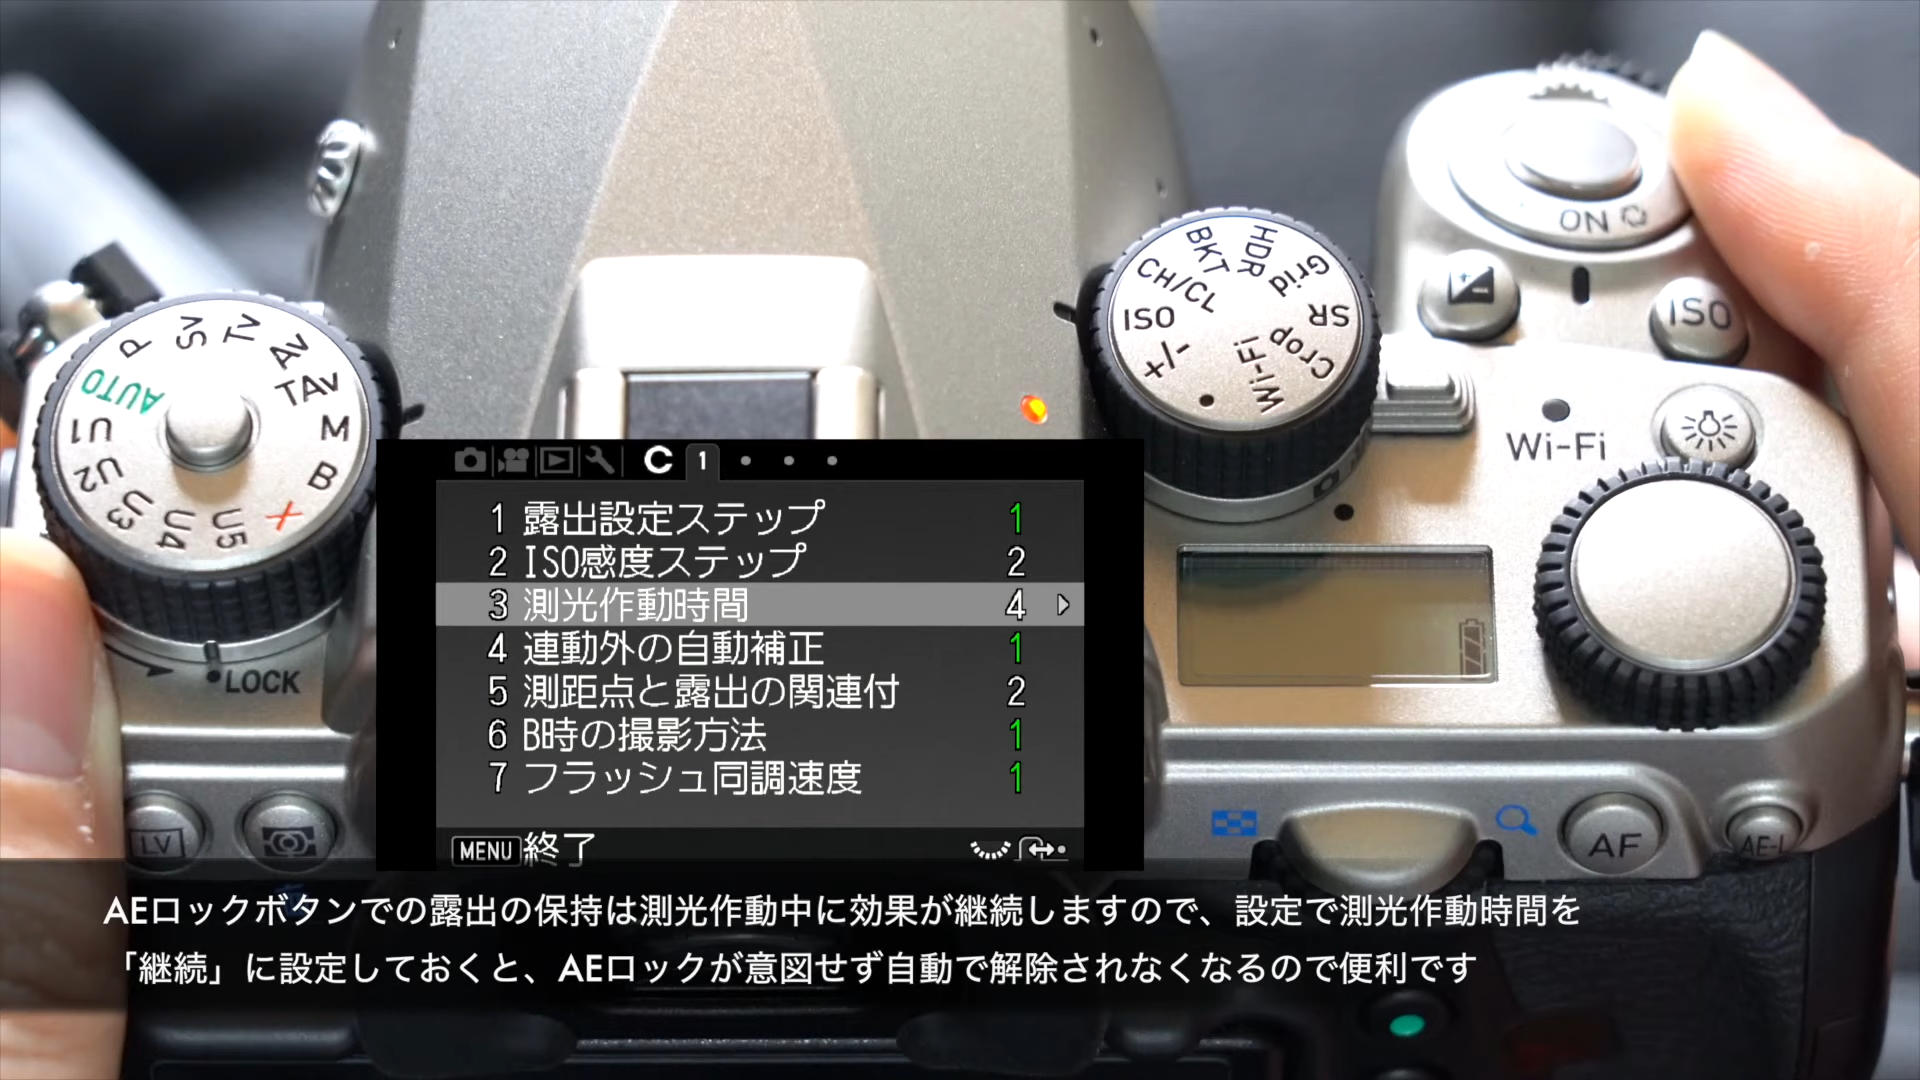 ON
BKT
HDR
Grid
CH/CL
ISO
SR
+/-
Wi-Fi
Crop
ISO
AUTO
P
Sv
Tv
Av
TAv
M
B
X
U1
U2
U3
U4
U5
LOCK
Wi-Fi
C 1
1 露出設定ステップ 1
2 ISO感度ステップ 2
3 測光作動時間 4
4 連動外の自動補正 1
5 測距点と露出の関連付 2
6 B時の撮影方法 1
7 フラッシュ同調速度 1
MENU 終了
LV
AF
AE-L
AEロックボタンでの露出の保持は測光作動中に効果が継続しますので、設定で測光作動時間を
「継続」に設定しておくと、AEロックが意図せず自動で解除されなくなるので便利です